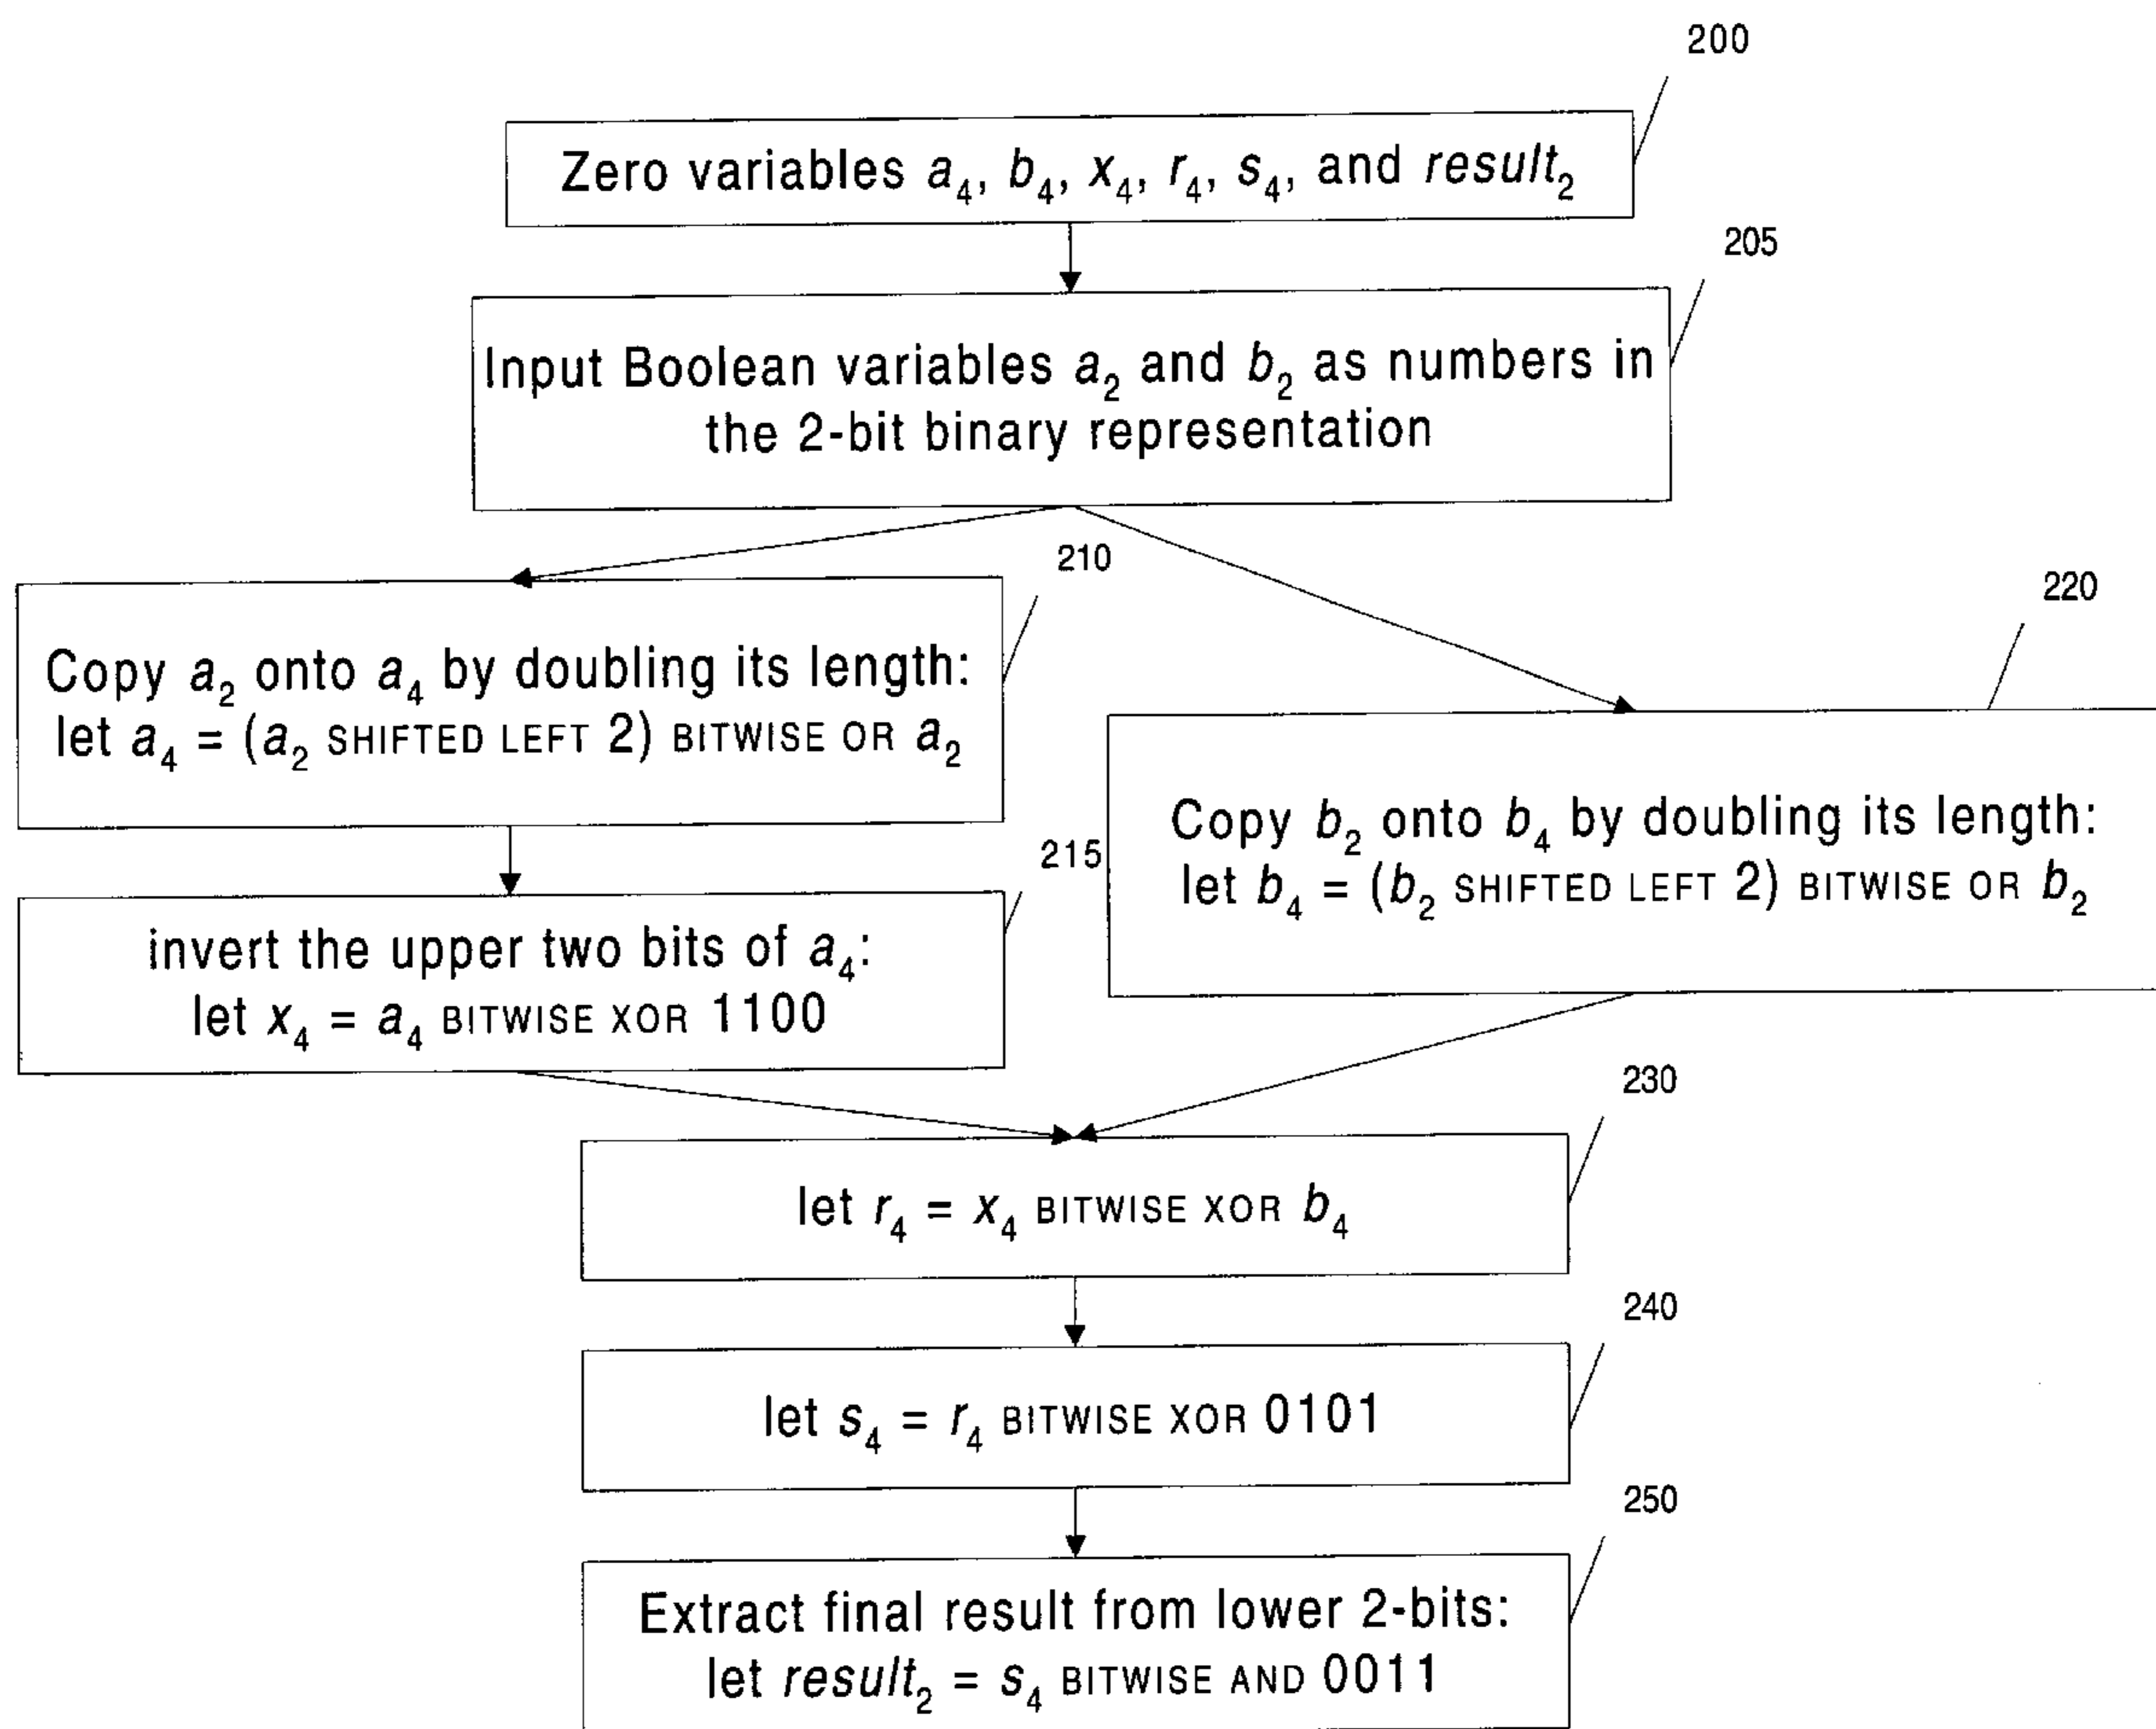 200
Zero variables a₄, b₄, x₄, r₄, s₄, and result₂
205
Input Boolean variables a₂ and b₂ as numbers in
the 2-bit binary representation
210
Copy a₂ onto a₄ by doubling its length:
let a₄ = (a₂ SHIFTED LEFT 2) BITWISE OR a₂
220
Copy b₂ onto b₄ by doubling its length:
let b₄ = (b₂ SHIFTED LEFT 2) BITWISE OR b₂
215
invert the upper two bits of a₄:
let x₄ = a₄ BITWISE XOR 1100
230
let r₄ = x₄ BITWISE XOR b₄
240
let s₄ = r₄ BITWISE XOR 0101
250
Extract final result from lower 2-bits:
let result₂ = s₄ BITWISE AND 0011